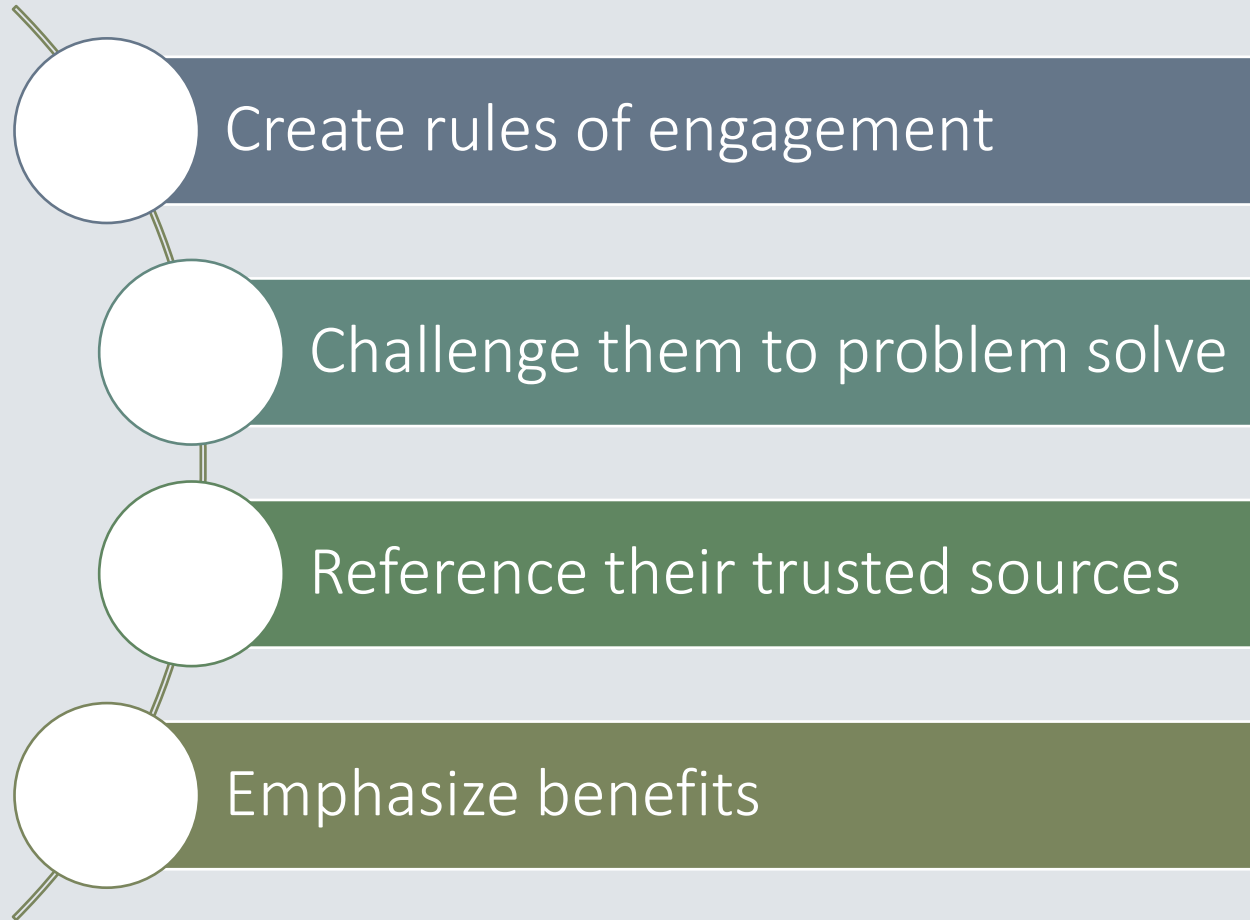 Create rules of engagement
Challenge them to problem solve
Reference their trusted sources
Emphasize benefits